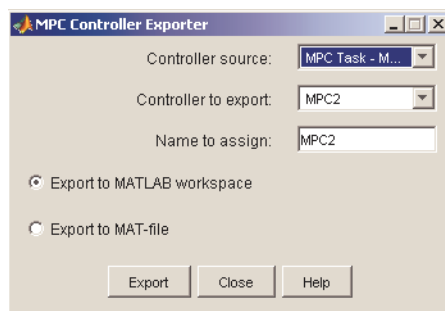 MPC Controller Exporter
Controller source: MPC Task - M...
Controller to export: MPC2
Name to assign: MPC2
Export to MATLAB workspace
Export to MAT-file
Export Close Help